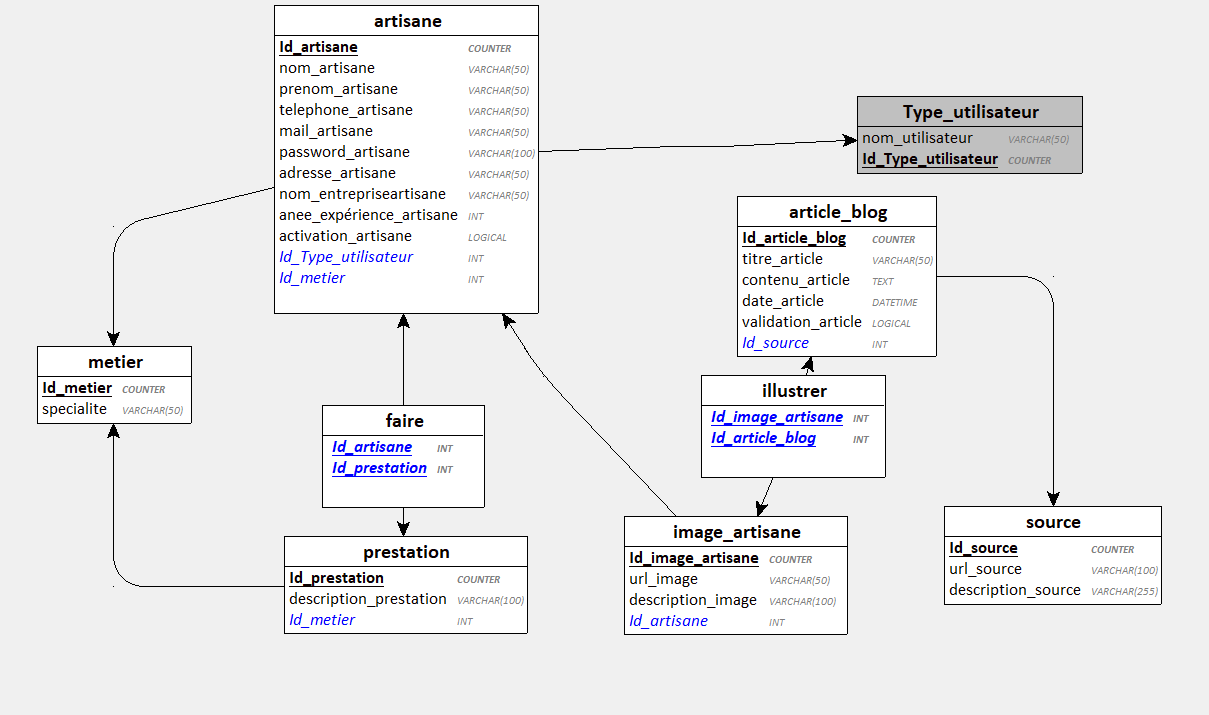 artisane
Id_artisane COUNTER
nom_artisane VARCHAR(50)
prenom_artisane VARCHAR(50)
telephone_artisane VARCHAR(50)
mail_artisane VARCHAR(50)
password_artisane VARCHAR(100)
adresse_artisane VARCHAR(50)
nom_entrepriseartisane VARCHAR(50)
anee_expérience_artisane INT
activation_artisane LOGICAL
Id_Type_utilisateur INT
Id_metier INT
Type_utilisateur
nom_utilisateur VARCHAR(50)
Id_Type_utilisateur COUNTER
article_blog
Id_article_blog COUNTER
titre_article VARCHAR(50)
contenu_article TEXT
date_article DATETIME
validation_article LOGICAL
Id_source INT
metier
Id_metier COUNTER
specialite VARCHAR(50)
faire
Id_artisane INT
Id_prestation INT
illustrer
Id_image_artisane INT
Id_article_blog INT
prestation
Id_prestation COUNTER
description_prestation VARCHAR(100)
Id_metier INT
image_artisane
Id_image_artisane COUNTER
url_image VARCHAR(50)
description_image VARCHAR(100)
Id_artisane INT
source
Id_source COUNTER
url_source VARCHAR(100)
description_source VARCHAR(255)